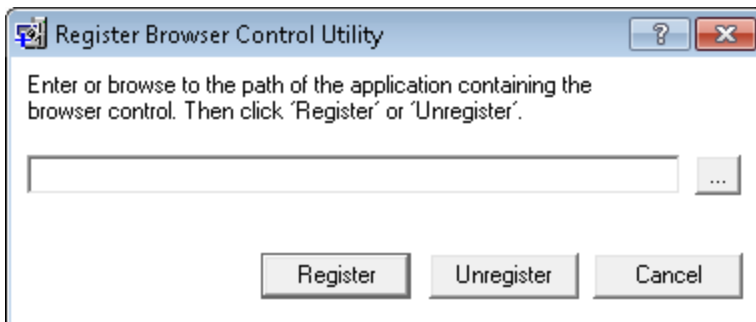 Register Browser Control Utility
?
Enter or browse to the path of the application containing the
browser control. Then click ´Register´ or ´Unregister´.
...
Register Unregister Cancel